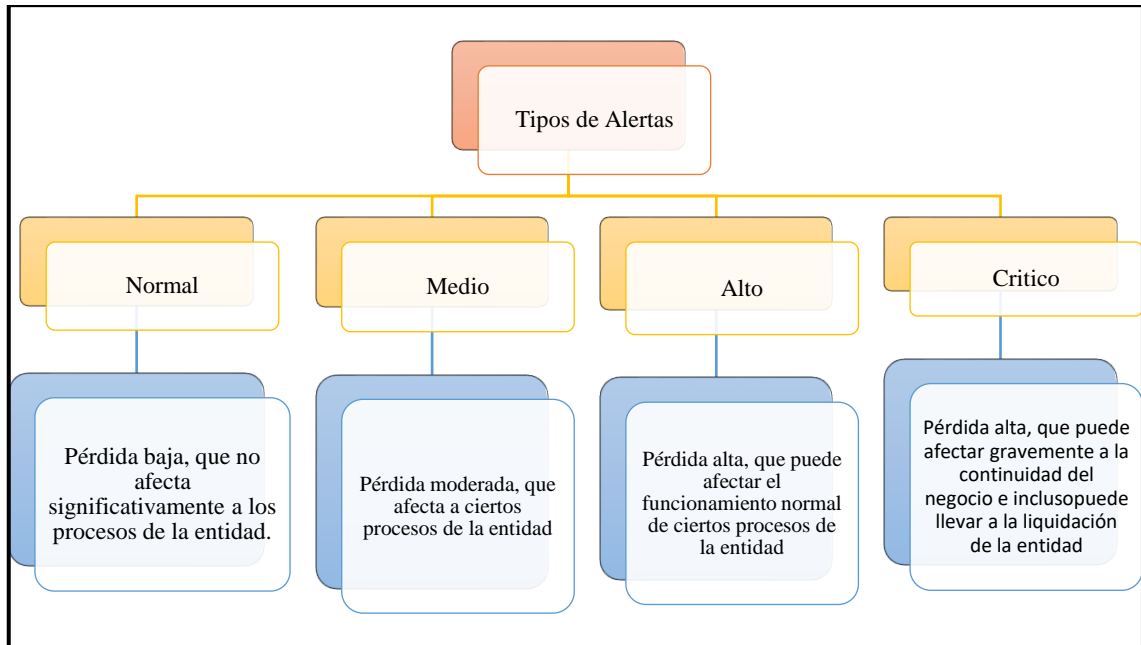 Tipos de Alertas
Normal
Medio
Alto
Critico
Pérdida baja, que no
afecta
significativamente a los
procesos de la entidad.
Pérdida moderada, que
afecta a ciertos
procesos de la entidad
Pérdida alta, que puede
afectar el
funcionamiento normal
de ciertos procesos de
la entidad
Pérdida alta, que puede
afectar gravemente a la
continuidad del
negocio e inclusopuede
llevar a la liquidación
de la entidad